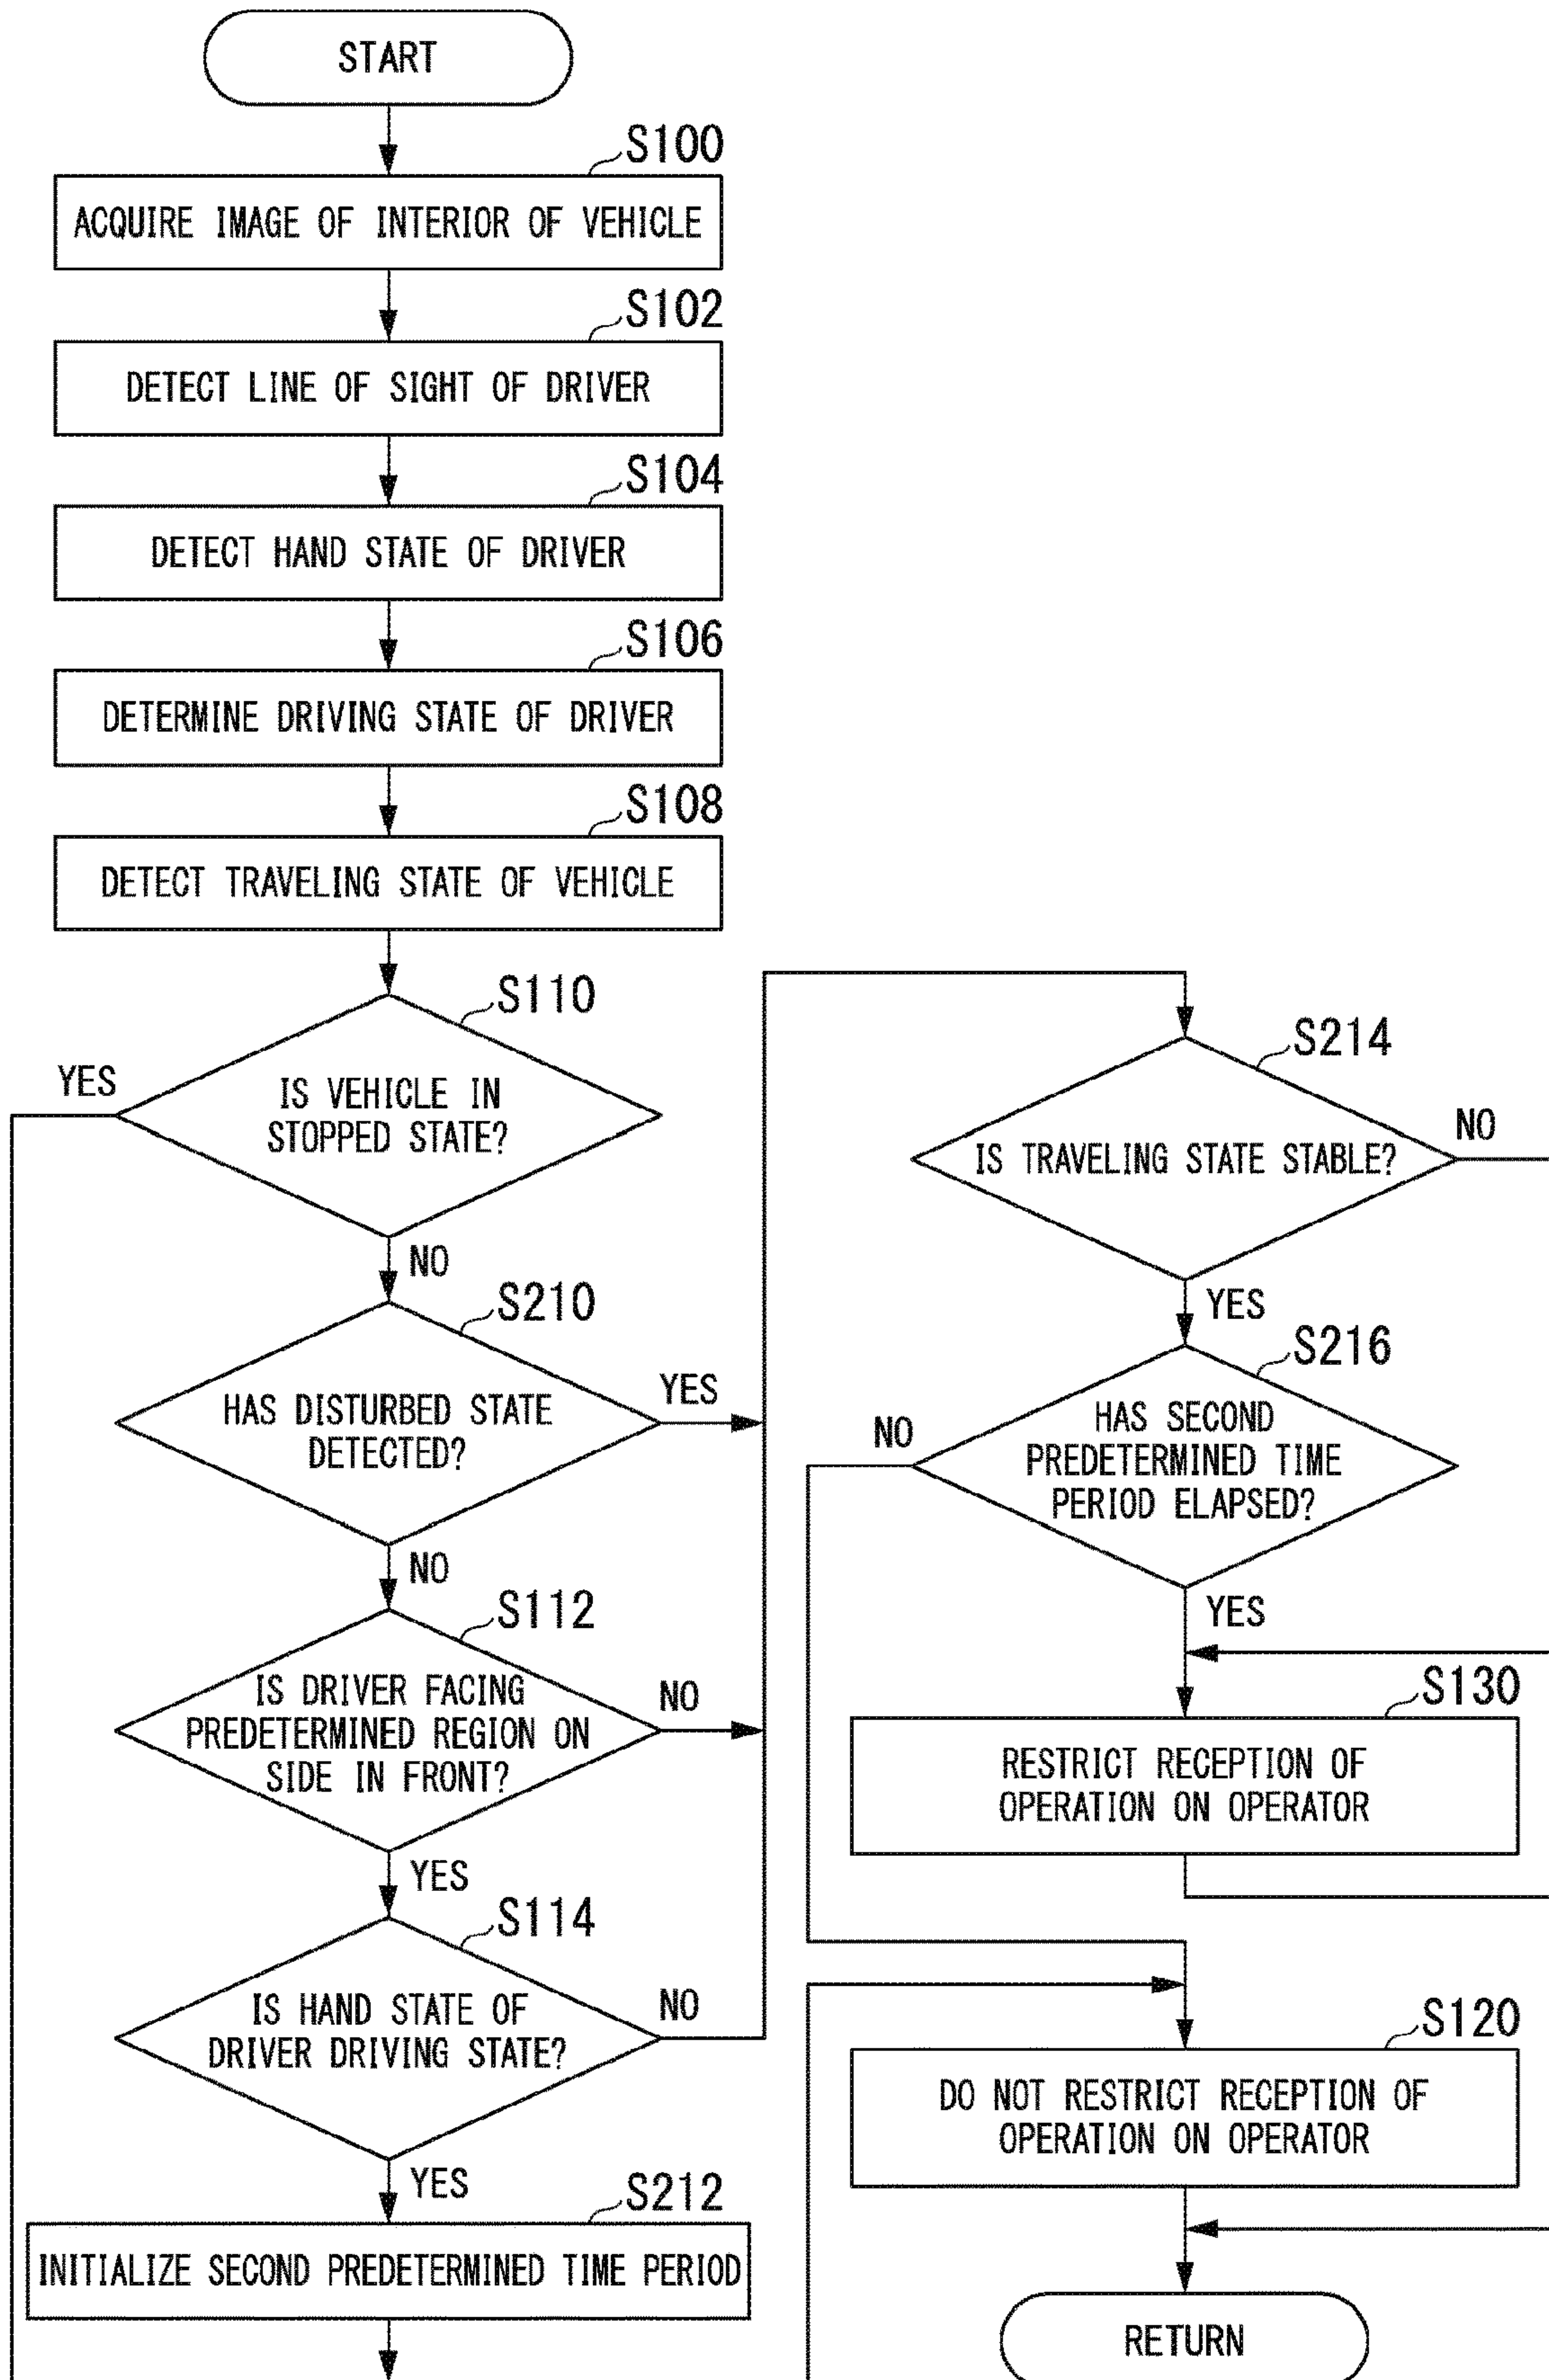 START
S100
ACQUIRE IMAGE OF INTERIOR OF VEHICLE
S102
DETECT LINE OF SIGHT OF DRIVER
S104
DETECT HAND STATE OF DRIVER
S106
DETERMINE DRIVING STATE OF DRIVER
S108
DETECT TRAVELING STATE OF VEHICLE
S110
YES
IS VEHICLE IN
STOPPED STATE?
NO
S210
HAS DISTURBED STATE
DETECTED?
YES
NO
S112
IS DRIVER FACING
PREDETERMINED REGION ON
SIDE IN FRONT?
NO
YES
S114
IS HAND STATE OF
DRIVER DRIVING STATE?
NO
YES
S212
INITIALIZE SECOND PREDETERMINED TIME PERIOD
S214
IS TRAVELING STATE STABLE?
NO
YES
S216
HAS SECOND
PREDETERMINED TIME
PERIOD ELAPSED?
NO
YES
S130
RESTRICT RECEPTION OF
OPERATION ON OPERATOR
S120
DO NOT RESTRICT RECEPTION OF
OPERATION ON OPERATOR
RETURN